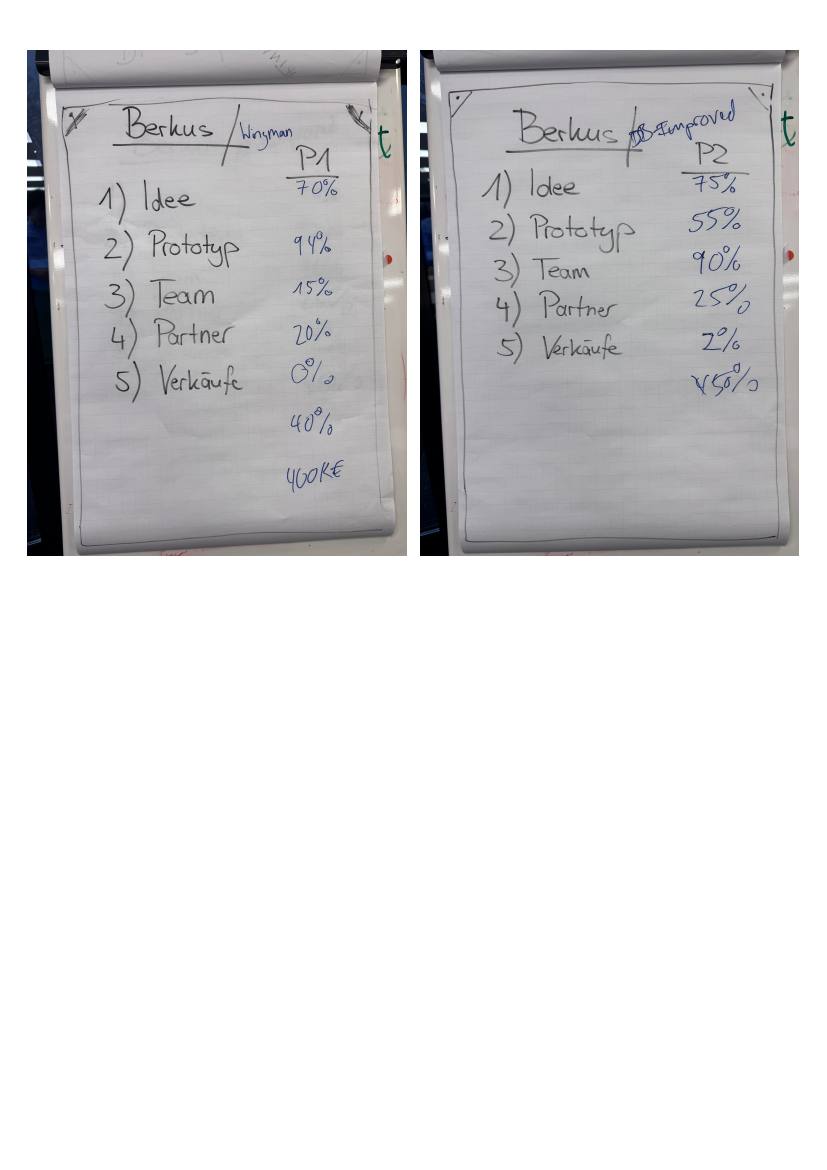 Berkus / Wingman
P1
1) Idee 70%
2) Prototyp 94%
3) Team 15%
4) Partner 20%
5) Verkäufe 0%
40%
400K€
t
Berkus / DB-Improved
P2
1) Idee 75%
2) Prototyp 55%
3) Team 90%
4) Partner 25%
5) Verkäufe 2%
50%
t